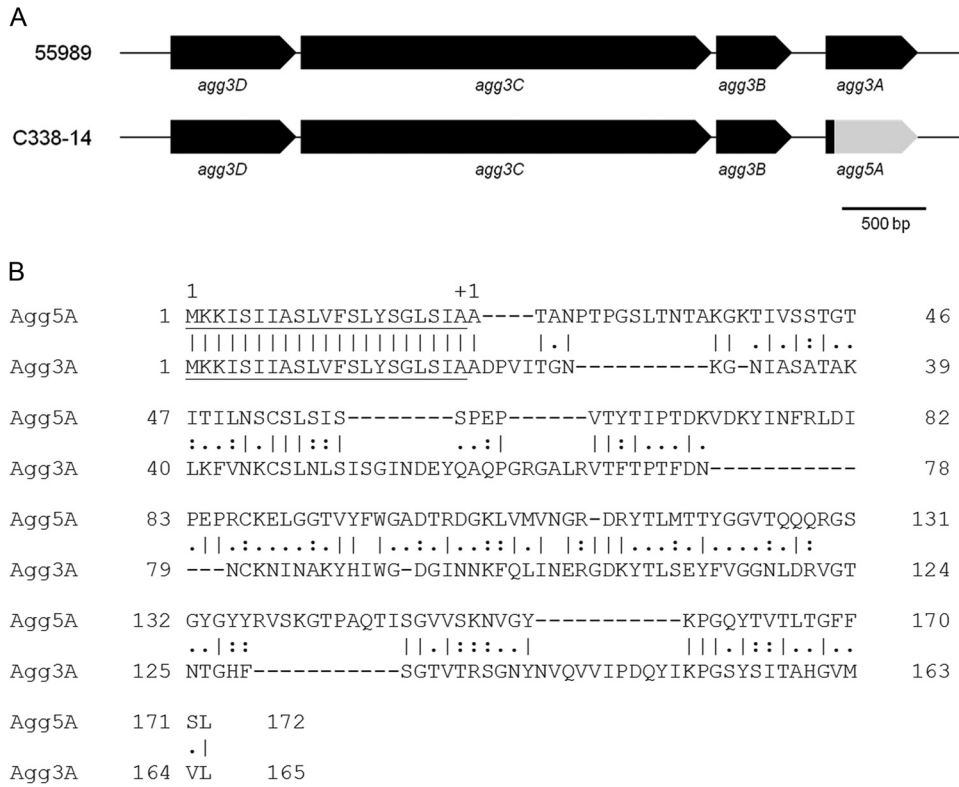 A
55989
agg3D agg3C agg3B agg3A
C338-14
agg3D agg3C agg3B agg5A
500 bp
B
1 +1
Agg5A 1 MKKISIIASLVFSLYSGLSIAA----TANPTPGSLTNTAKGKTIVSSTGT 46
||||||||||||||||||||||    |.|          || .|.|:|..
Agg3A 1 MKKISIIASLVFSLYSGLSIAADPVITGN----------KG-NIASATAK 39
Agg5A 47 ITILNSCSLSIS--------SPEP------VTYTIPTDKVDKYINFRLDI 82
:..:|.|||::|        ..:|      ||:|...|.
Agg3A 40 LKFVNKCSLNLSISGINDEYQAQPGRGALRVTFTPTFDN----------- 78
Agg5A 83 PEPRCKELGGTVYFWGADTRDGKLVMVNGR-DRYTLMTTYGGVTQQQRGS 131
.||.:....:.|| |.|..::.|.| |:|||....|....:.|:
Agg3A 79 ---NCKNINAKYHIWG-DGINNKFQLINERGDKYTLSEYFVGGNLDRVGT 124
Agg5A 132 GYGYYRVSKGTPAQTISGVVSKNVGY-----------KPGQYTVTLTGFF 170
..|::           ||.|:::..|           |||.|::|..|..
Agg3A 125 NTGHF-----------SGTVTRSGNYNVQVVIPDQYIKPGSYSITAHGVM 163
Agg5A 171 SL 172
.|
Agg3A 164 VL 165